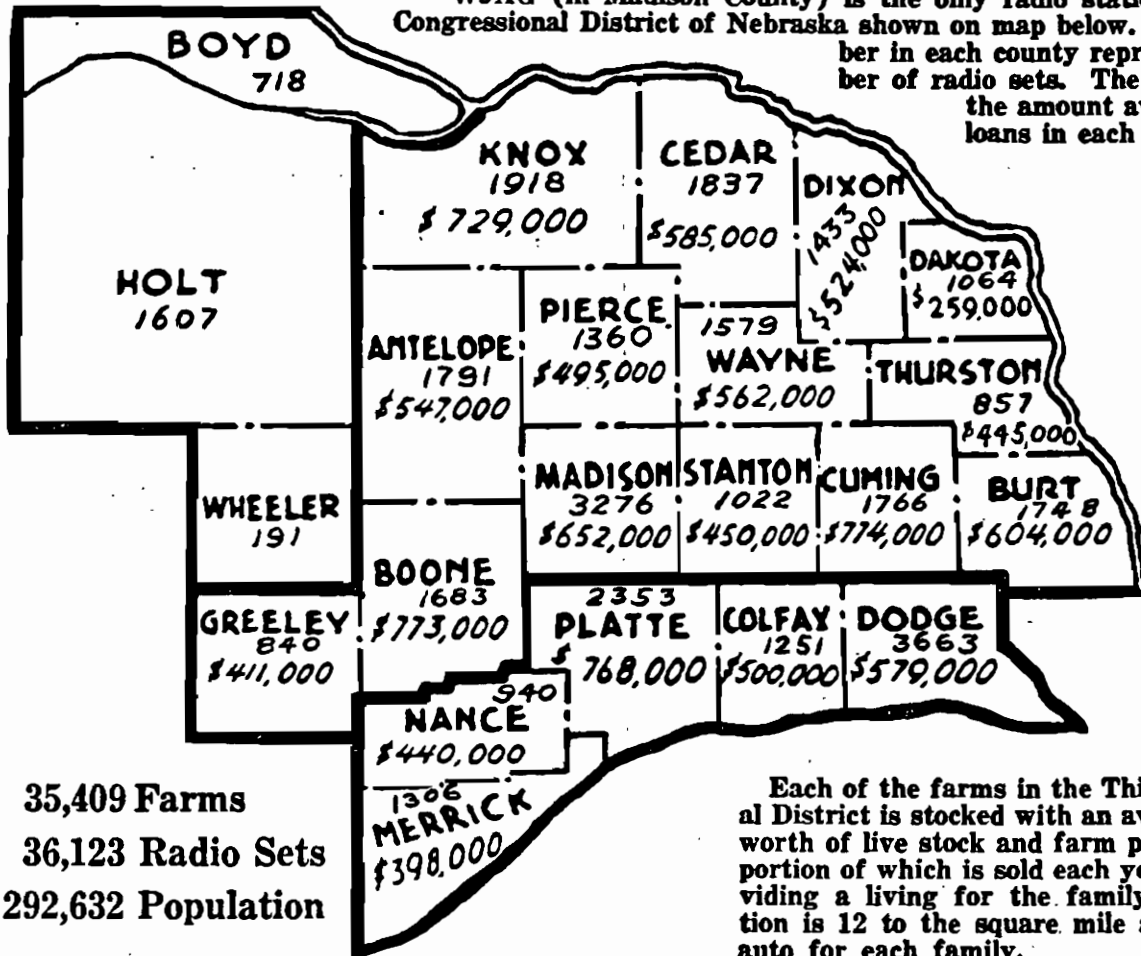 (in Madison County) is the only radio
Congressional District of Nebraska shown on map below.
ber in each county
ber of radio sets. The
the amount
loans in each
BOYD
718
KNOX
1918
$729,000
CEDAR
1837
$585,000
DIXON
1433
$524,000
DAKOTA
1064
$259,000
HOLT
1607
ANTELOPE
1791
$547,000
PIERCE
1360
$495,000
1579
WAYNE
$562,000
THURSTON
857
$445,000
WHEELER
191
MADISON
3276
$652,000
STANTON
1022
$450,000
CUMING
1766
$774,000
BURT
1748
$604,000
BOONE
1683
$773,000
GREELEY
840
$411,000
2353
PLATTE
$768,000
COLFAY
1251
$500,000
DODGE
3663
$579,000
940
NANCE
$440,000
1306
MERRICK
$398,000
35,409 Farms
36,123 Radio Sets
292,632 Population
Each of the farms in the
al District is stocked with an
worth of live stock and farm
portion of which is sold each
viding a living for the family
tion is 12 to the square mile
auto for each family.